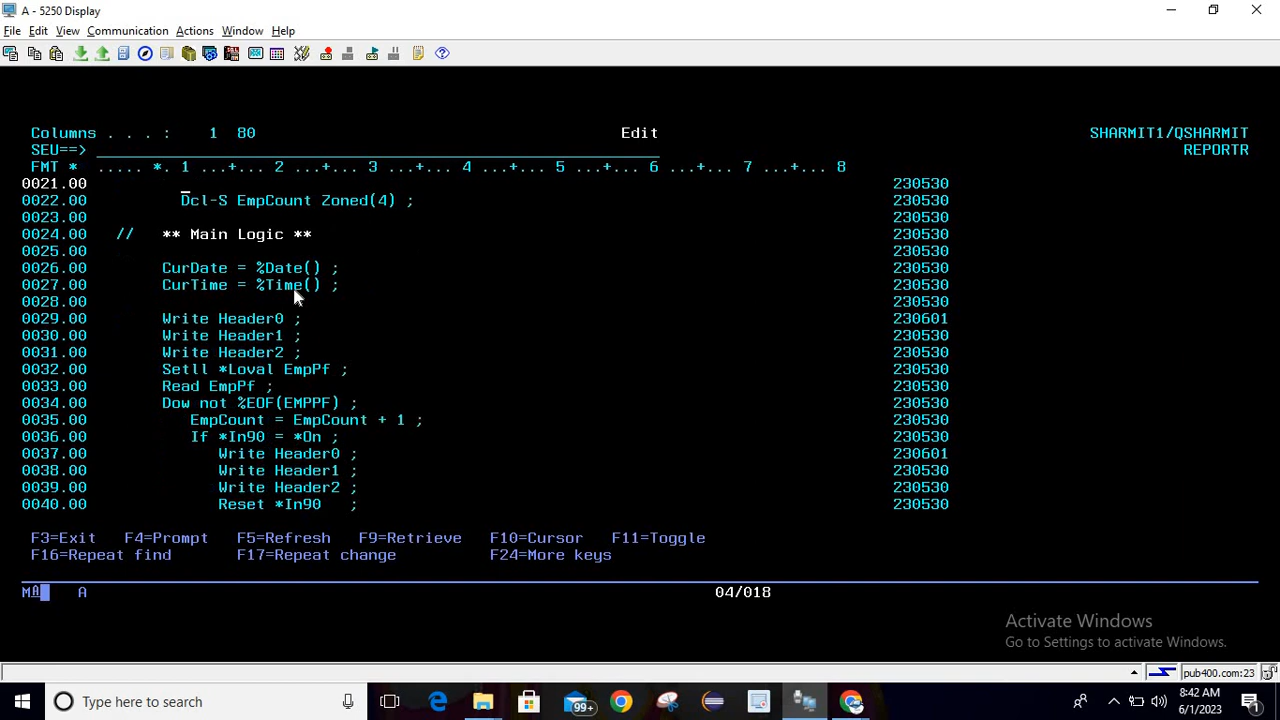 A - 5250 Display
File Edit View Communication Actions Window Help
Columns . . . : 1 80 Edit SHARMIT1/QSHARMIT
SEU==> REPORTR
FMT * ..... *. 1 ...+... 2 ...+... 3 ...+... 4 ...+... 5 ...+... 6 ...+... 7 ...+... 8
0021.00 230530
0022.00 Dcl-S EmpCount Zoned(4) ; 230530
0023.00 230530
0024.00 // ** Main Logic ** 230530
0025.00 230530
0026.00 CurDate = %Date() ; 230530
0027.00 CurTime = %Time() ; 230530
0028.00 230530
0029.00 Write Header0 ; 230601
0030.00 Write Header1 ; 230530
0031.00 Write Header2 ; 230530
0032.00 Setll *Loval EmpPf ; 230530
0033.00 Read EmpPf ; 230530
0034.00 Dow not %EOF(EMPPF) ; 230530
0035.00 EmpCount = EmpCount + 1 ; 230530
0036.00 If *In90 = *On ; 230530
0037.00 Write Header0 ; 230601
0038.00 Write Header1 ; 230530
0039.00 Write Header2 ; 230530
0040.00 Reset *In90 ; 230530
F3=Exit F4=Prompt F5=Refresh F9=Retrieve F10=Cursor F11=Toggle
F16=Repeat find F17=Repeat change F24=More keys
MA A 04/018
Activate Windows
Go to Settings to activate Windows.
pub400.com:23
Type here to search
99+
8:42 AM
6/1/2023
1